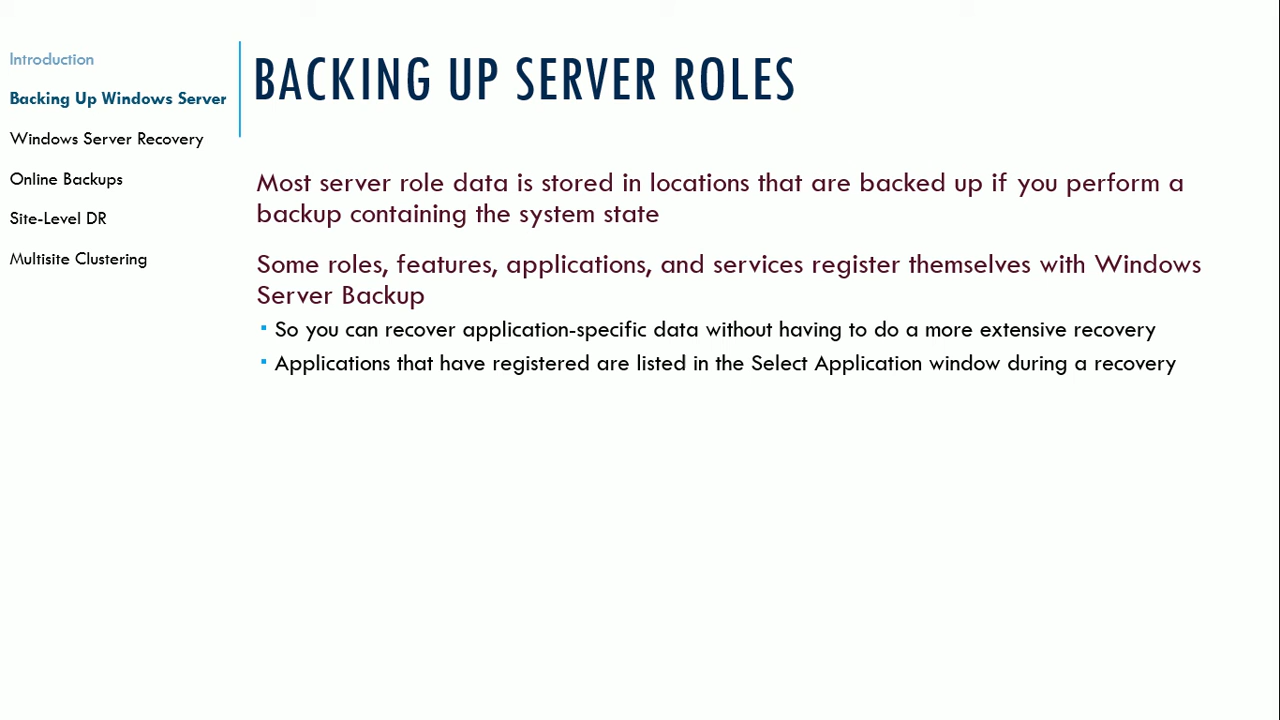 Introduction
Backing Up Windows Server
Windows Server Recovery
Online Backups
Site-Level DR
Multisite Clustering
BACKING UP SERVER ROLES
Most server role data is stored in locations that are backed up if you perform a
backup containing the system state
Some roles, features, applications, and services register themselves with Windows
Server Backup
▪ So you can recover application-specific data without having to do a more extensive recovery
▪ Applications that have registered are listed in the Select Application window during a recovery